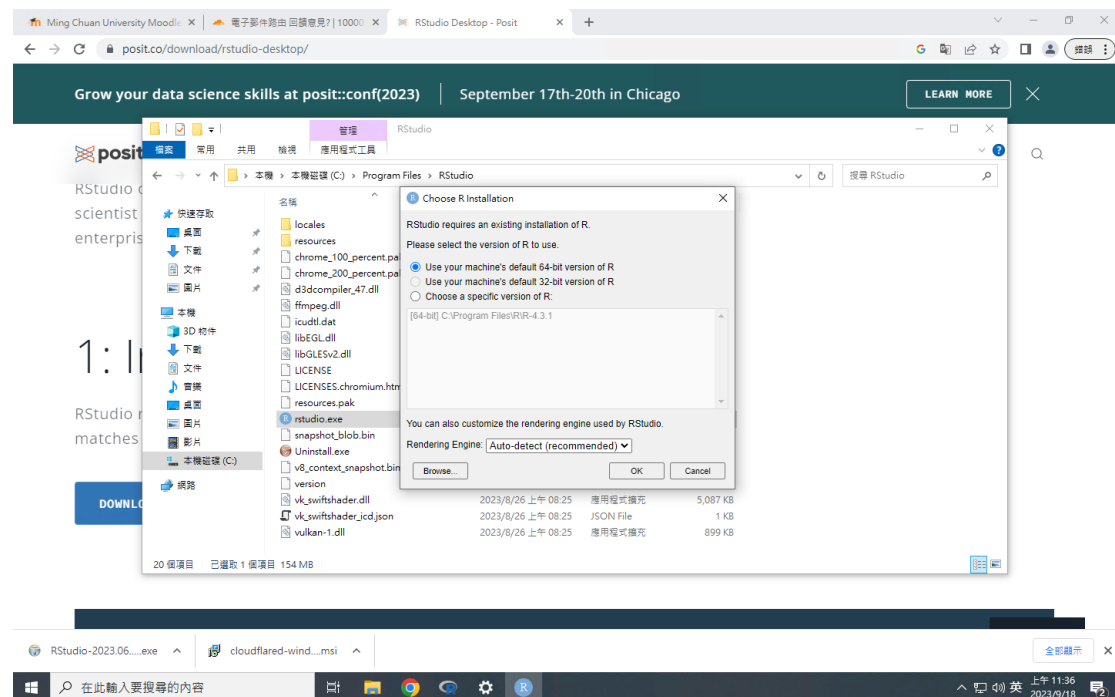 Ming Chuan University Moodle
電子郵件路由 回饋意見? | 10000
RStudio Desktop - Posit
posit.co/download/rstudio-desktop/
錯誤
Grow your data science skills at posit::conf(2023)
September 17th-20th in Chicago
LEARN MORE
posit
RStudio
scientist
enterpris
1: I
RStudio
matches
DOWNLO
管理
RStudio
檔案
常用
共用
檢視
應用程式工具
本機 › 本機磁碟 (C:) › Program Files › RStudio
搜尋 RStudio
快速存取
桌面
下載
文件
圖片
本機
3D 物件
下載
文件
音樂
桌面
圖片
影片
本機磁碟 (C:)
網路
名稱
locales
resources
chrome_100_percent.pa
chrome_200_percent.pa
d3dcompiler_47.dll
ffmpeg.dll
icudtl.dat
libEGL.dll
libGLESv2.dll
LICENSE
LICENSES.chromium.htm
resources.pak
rstudio.exe
snapshot_blob.bin
Uninstall.exe
v8_context_snapshot.bin
version
vk_swiftshader.dll 2023/8/26 上午 08:25 應用程式擴充 5,087 KB
vk_swiftshader_icd.json 2023/8/26 上午 08:25 JSON File 1 KB
vulkan-1.dll 2023/8/26 上午 08:25 應用程式擴充 899 KB
20 個項目 已選取 1 個項目 154 MB
Choose R Installation
RStudio requires an existing installation of R.
Please select the version of R to use.
Use your machine's default 64-bit version of R
Use your machine's default 32-bit version of R
Choose a specific version of R:
[64-bit] C:\Program Files\R\R-4.3.1
You can also customize the rendering engine used by RStudio.
Rendering Engine: Auto-detect (recommended)
Browse...
OK
Cancel
RStudio-2023.06.....exe
cloudflared-wind....msi
全部顯示
在此輸入要搜尋的內容
英
上午 11:36
2023/9/18